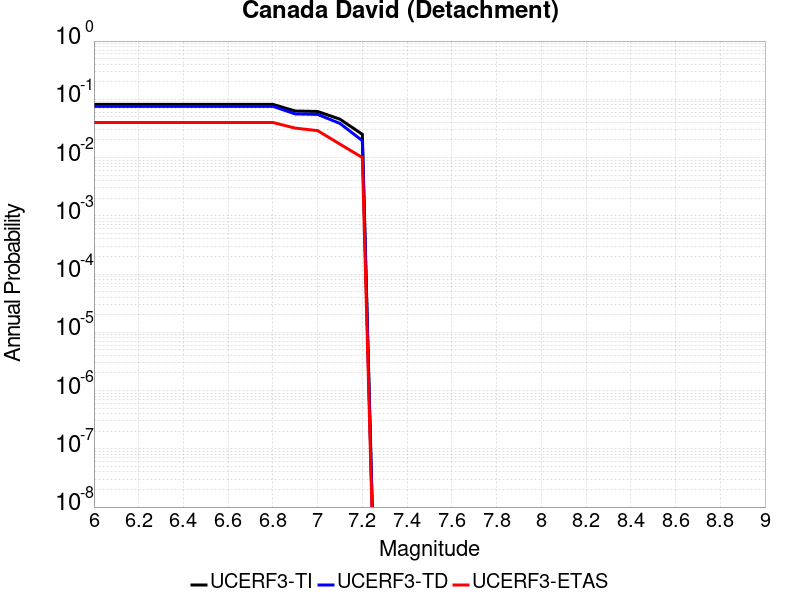 Canada David (Detachment)
10^0
10^-1
10^-2
10^-3
10^-4
10^-5
10^-6
10^-7
10^-8
Annual Probability
6 6.2 6.4 6.6 6.8 7 7.2 7.4 7.6 7.8 8 8.2 8.4 8.6 8.8 9
Magnitude
UCERF3-TI UCERF3-TD UCERF3-ETAS